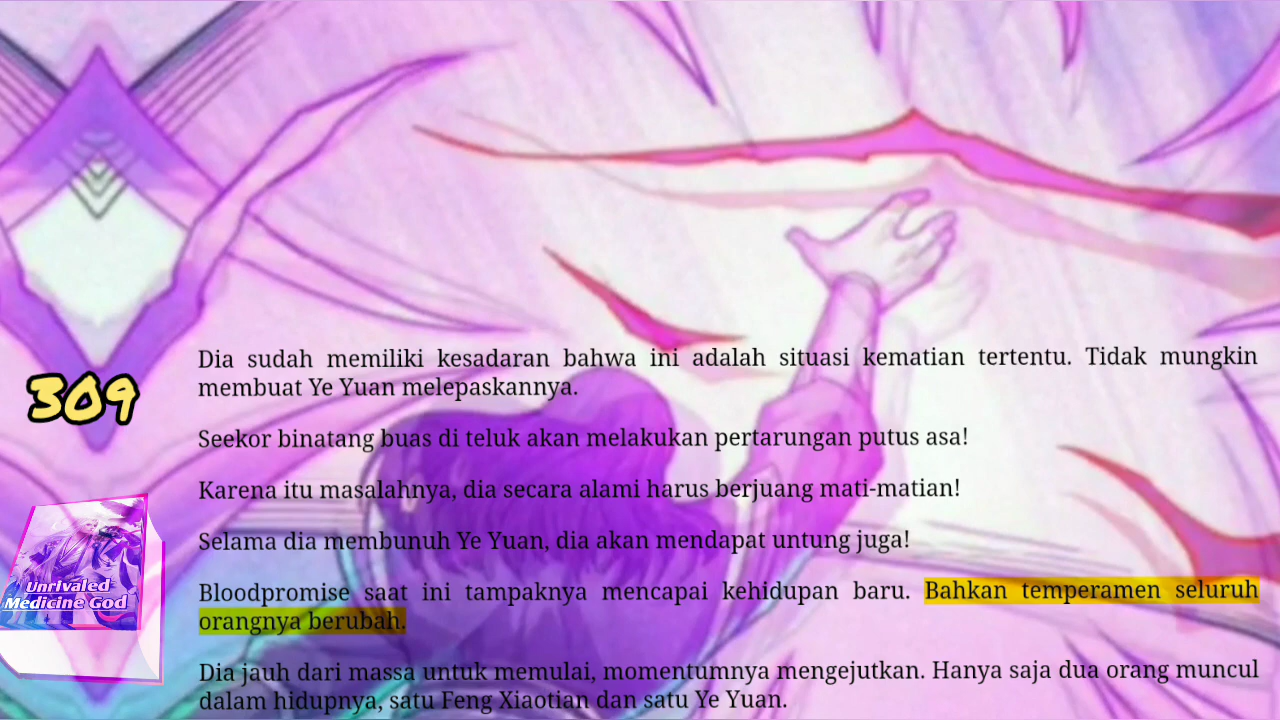 Dia sudah memiliki kesadaran bahwa ini adalah situasi kematian tertentu. Tidak mungkin
membuat Ye Yuan melepaskannya.
Seekor binatang buas di teluk akan melakukan pertarungan putus asa!
309
Karena itu masalahnya, dia secara alami harus berjuang mati-matian!
Selama dia membunuh Ye Yuan, dia akan mendapat untung juga!
Bloodpromise saat ini tampaknya mencapai kehidupan baru. Bahkan temperamen seluruh
orangnya berubah.
Unrivaled
Medicine God
Dia jauh dari massa untuk memulai, momentumnya mengejutkan. Hanya saja dua orang muncul
dalam hidupnya, satu Feng Xiaotian dan satu Ye Yuan.